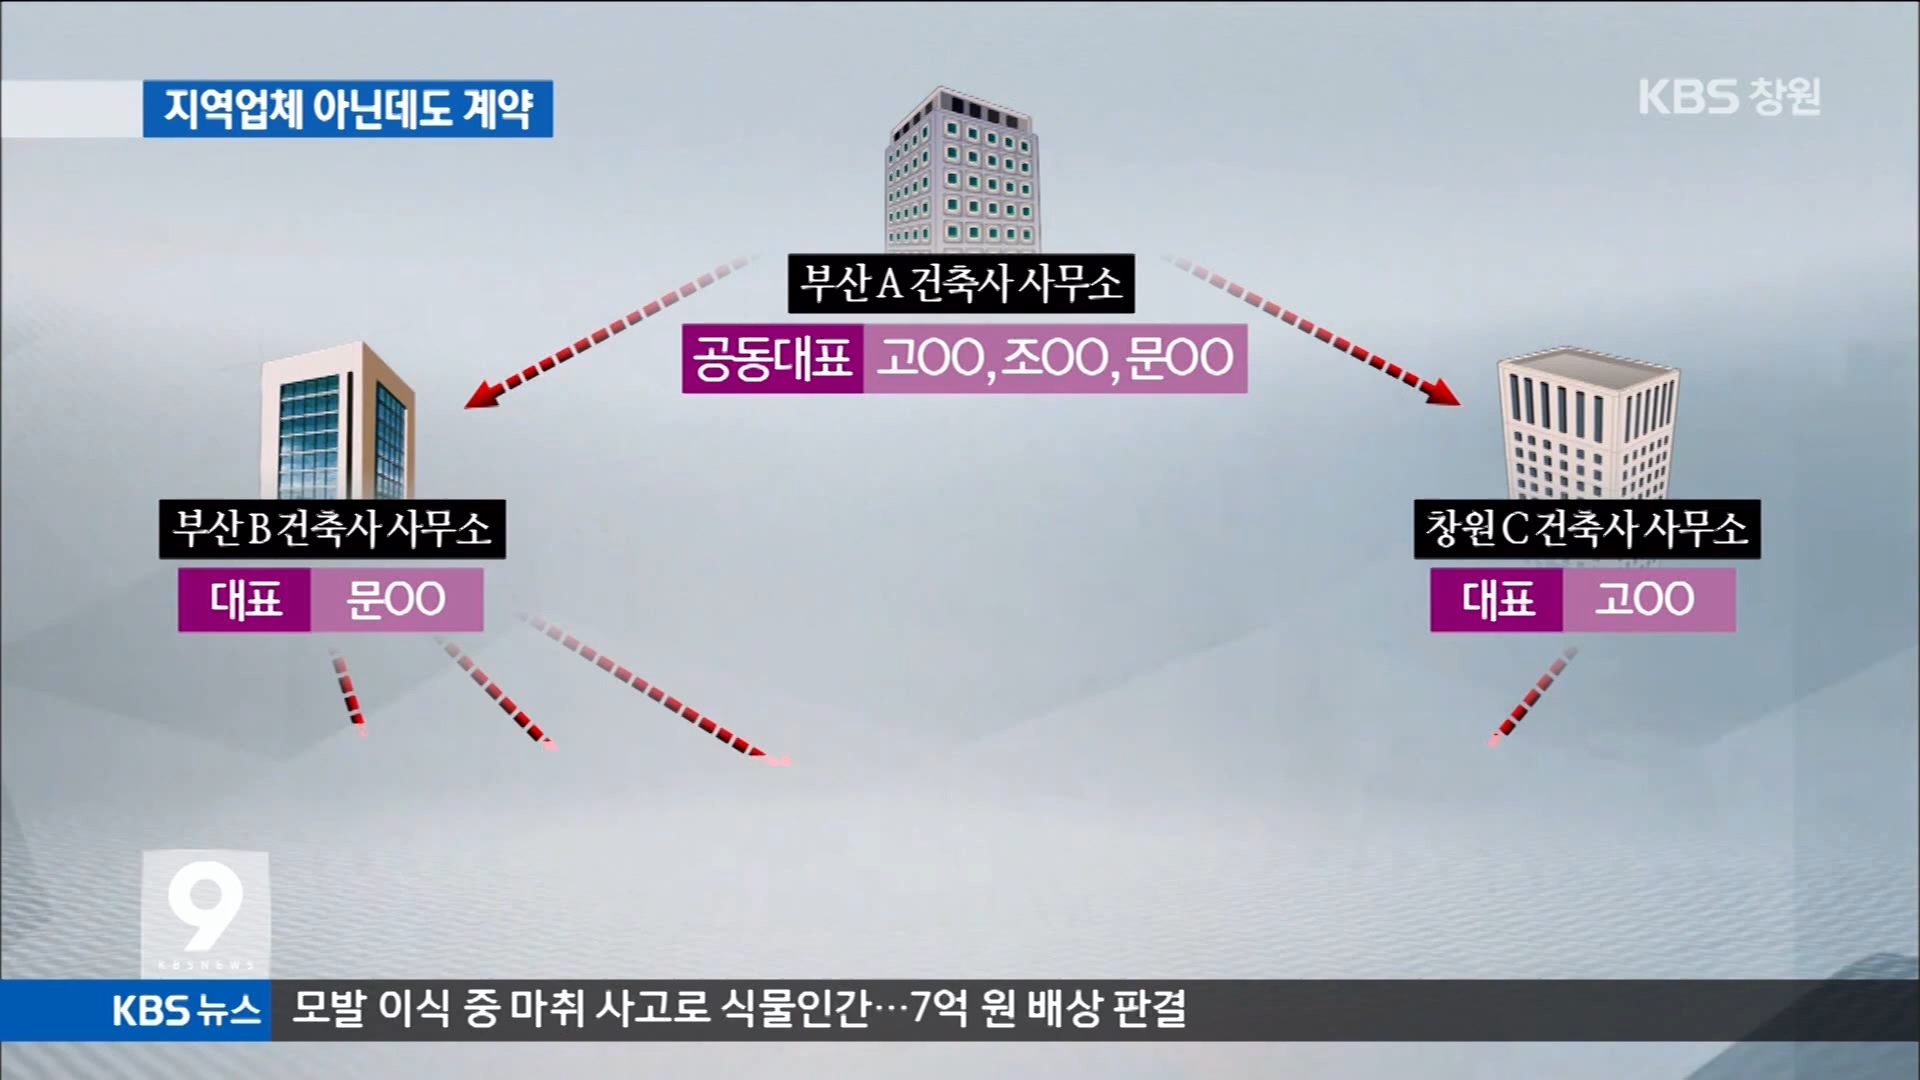 지역업체 아닌데도 계약
KBS 창원
부산 A 건축사 사무소
공동대표 고OO, 조OO, 문OO
부산 B 건축사 사무소
대표 문OO
창원 C 건축사 사무소
대표 고OO
9
KBS NEWS
KBS 뉴스 모발 이식 중 마취 사고로 식물인간…7억 원 배상 판결